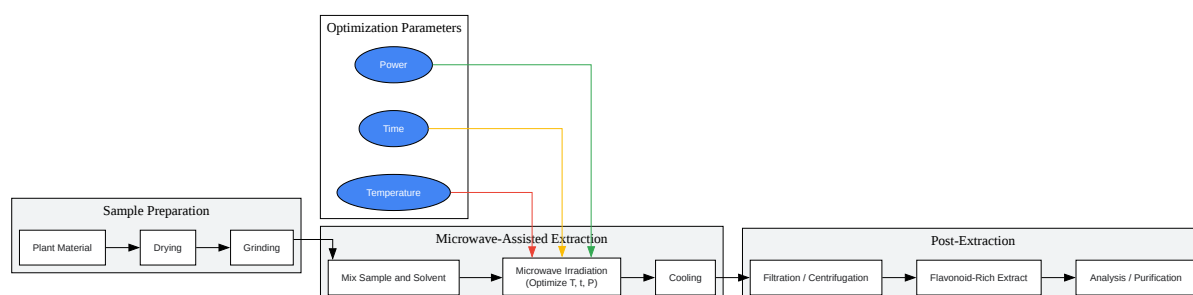 Optimization Parameters
Power
Time
Temperature
Sample Preparation
Plant Material
Drying
Grinding
Microwave-Assisted Extraction
Mix Sample and Solvent
Microwave Irradiation
(Optimize T, t, P)
Cooling
Post-Extraction
Filtration / Centrifugation
Flavonoid-Rich Extract
Analysis / Purification